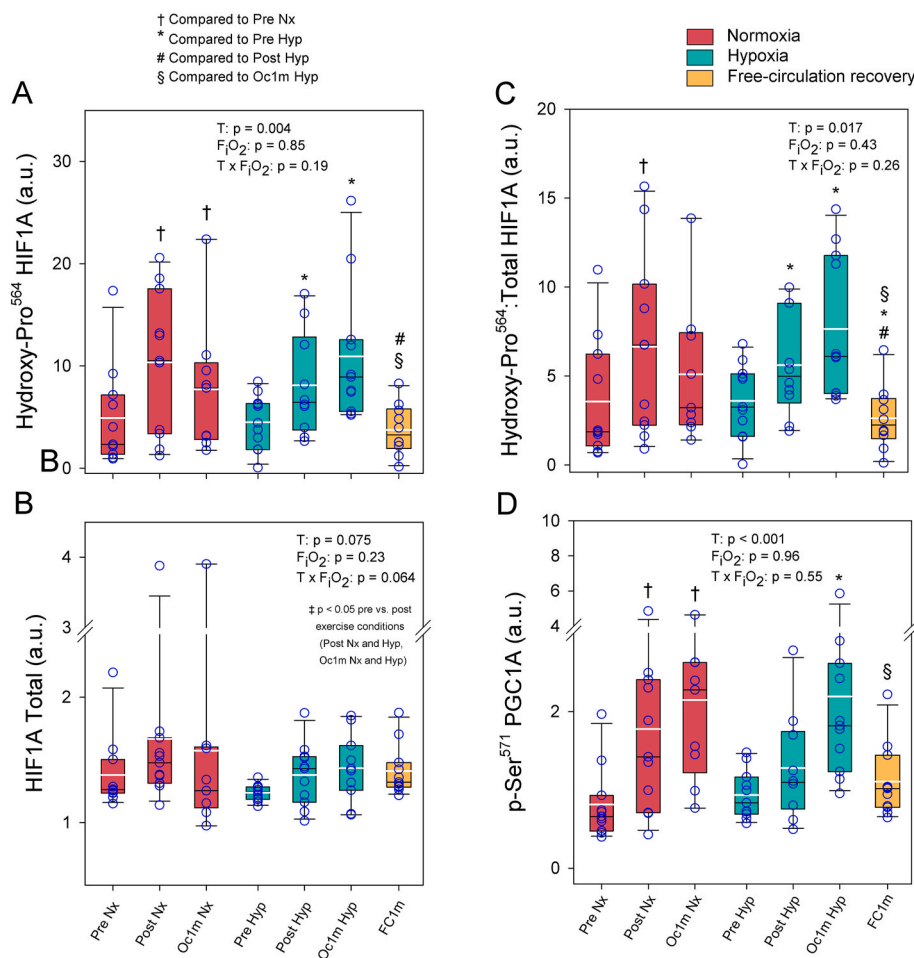 † Compared to Pre Nx
* Compared to Pre Hyp
# Compared to Post Hyp
§ Compared to Oc1m Hyp
Normoxia
Hypoxia
Free-circulation recovery
A
Hydroxy-Pro564 HIF1A (a.u.)
T: p = 0.004
FiO2: p = 0.85
T x FiO2: p = 0.19
30
20
10
0
†
†
*
*
#
§
B
C
Hydroxy-Pro564:Total HIF1A (a.u.)
T: p = 0.017
FiO2: p = 0.43
T x FiO2: p = 0.26
20
15
10
5
0
†
*
*
§
*
#
B
HIF1A Total (a.u.)
T: p = 0.075
FiO2: p = 0.23
T x FiO2: p = 0.064
‡ p < 0.05 pre vs. post
exercise conditions
(Post Nx and Hyp,
Oc1m Nx and Hyp)
4
3
2
1
Pre Nx
Post Nx
Oc1m Nx
Pre Hyp
Post Hyp
Oc1m Hyp
FC1m
D
p-Ser571 PGC1A (a.u.)
T: p < 0.001
FiO2: p = 0.96
T x FiO2: p = 0.55
10
8
6
4
2
0
†
†
*
§
Pre Nx
Post Nx
Oc1m Nx
Pre Hyp
Post Hyp
Oc1m Hyp
FC1m